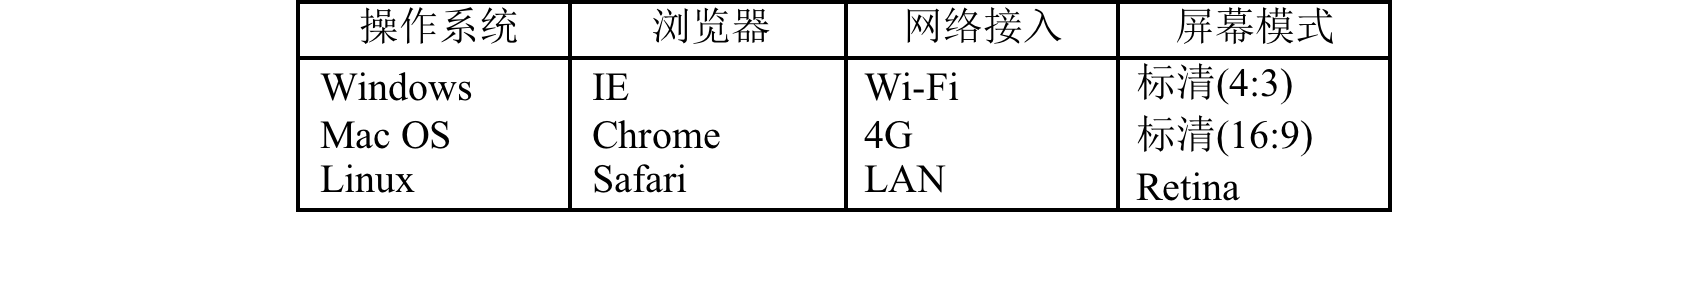 操作系统 浏览器 网络接入 屏幕模式
Windows IE Wi-Fi 标清(4:3)
Mac OS Chrome 4G 标清(16:9)
Linux Safari LAN Retina